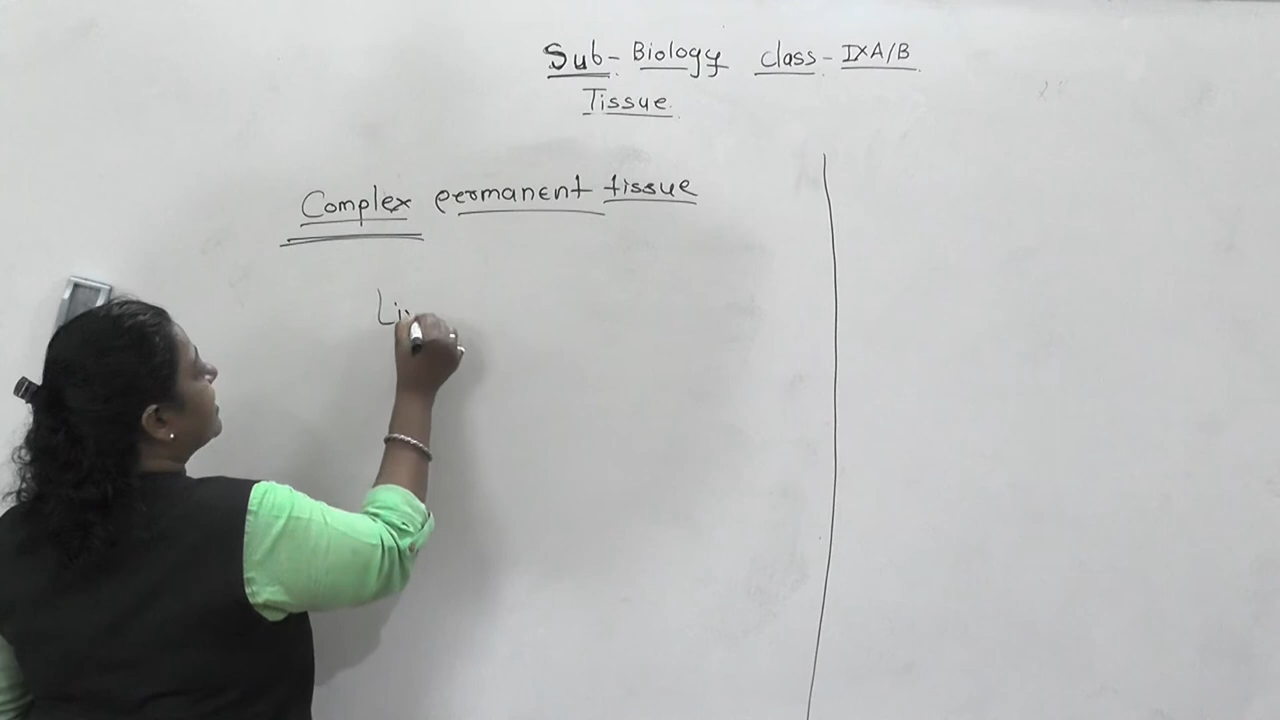 Sub- Biology class- IXA/B
Tissue
Complex permanent tissue
Li